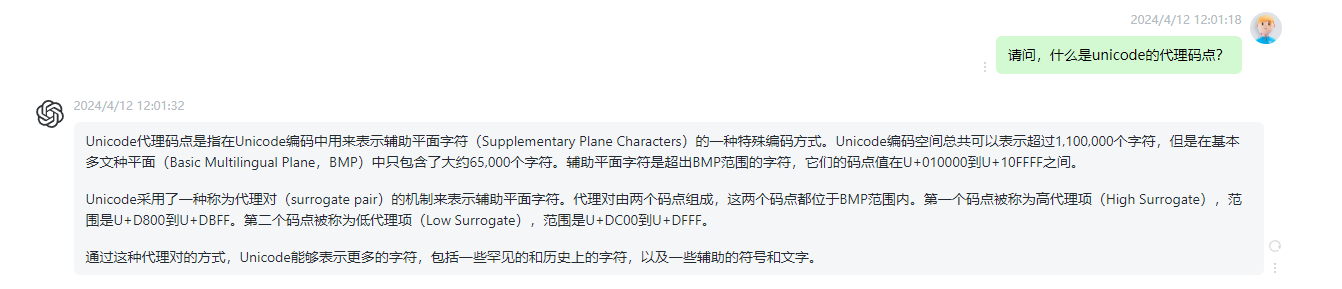 2024/4/12 12:01:18
请问，什么是unicode的代理码点？
2024/4/12 12:01:32
Unicode代理码点是指在Unicode编码中用来表示辅助平面字符（Supplementary Plane Characters）的一种特殊编码方式。Unicode编码空间总共可以表示超过1,100,000个字符，但是在基本
多文种平面（Basic Multilingual Plane，BMP）中只包含了大约65,000个字符。辅助平面字符是超出BMP范围的字符，它们的码点值在U+010000到U+10FFFF之间。
Unicode采用了一种称为代理对（surrogate pair）的机制来表示辅助平面字符。代理对由两个码点组成，这两个码点都位于BMP范围内。第一个码点被称为高代理项（High Surrogate），范
围是U+D800到U+DBFF。第二个码点被称为低代理项（Low Surrogate），范围是U+DC00到U+DFFF。
通过这种代理对的方式，Unicode能够表示更多的字符，包括一些罕见的和历史上的字符，以及一些辅助的符号和文字。